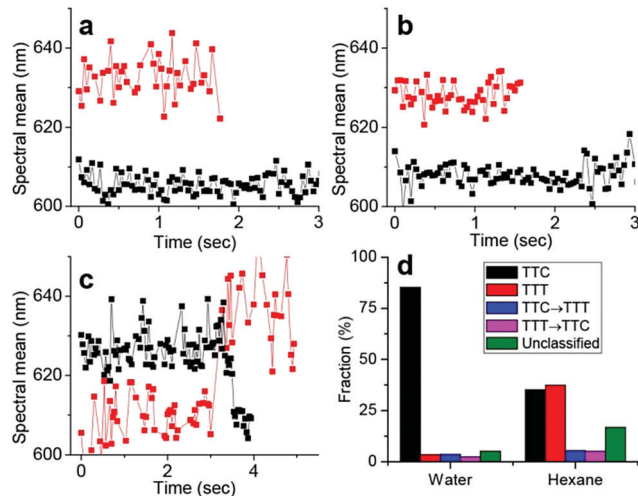 a
Spectral mean (nm)
640
620
600
0
1
2
3
Time (sec)
b
Spectral mean (nm)
640
620
600
0
1
2
3
Time (sec)
c
Spectral mean (nm)
640
620
600
0
2
4
Time (sec)
d
Fraction (%)
100
75
50
25
0
TTC
TTT
TTC→TTT
TTT→TTC
Unclassified
Water
Hexane